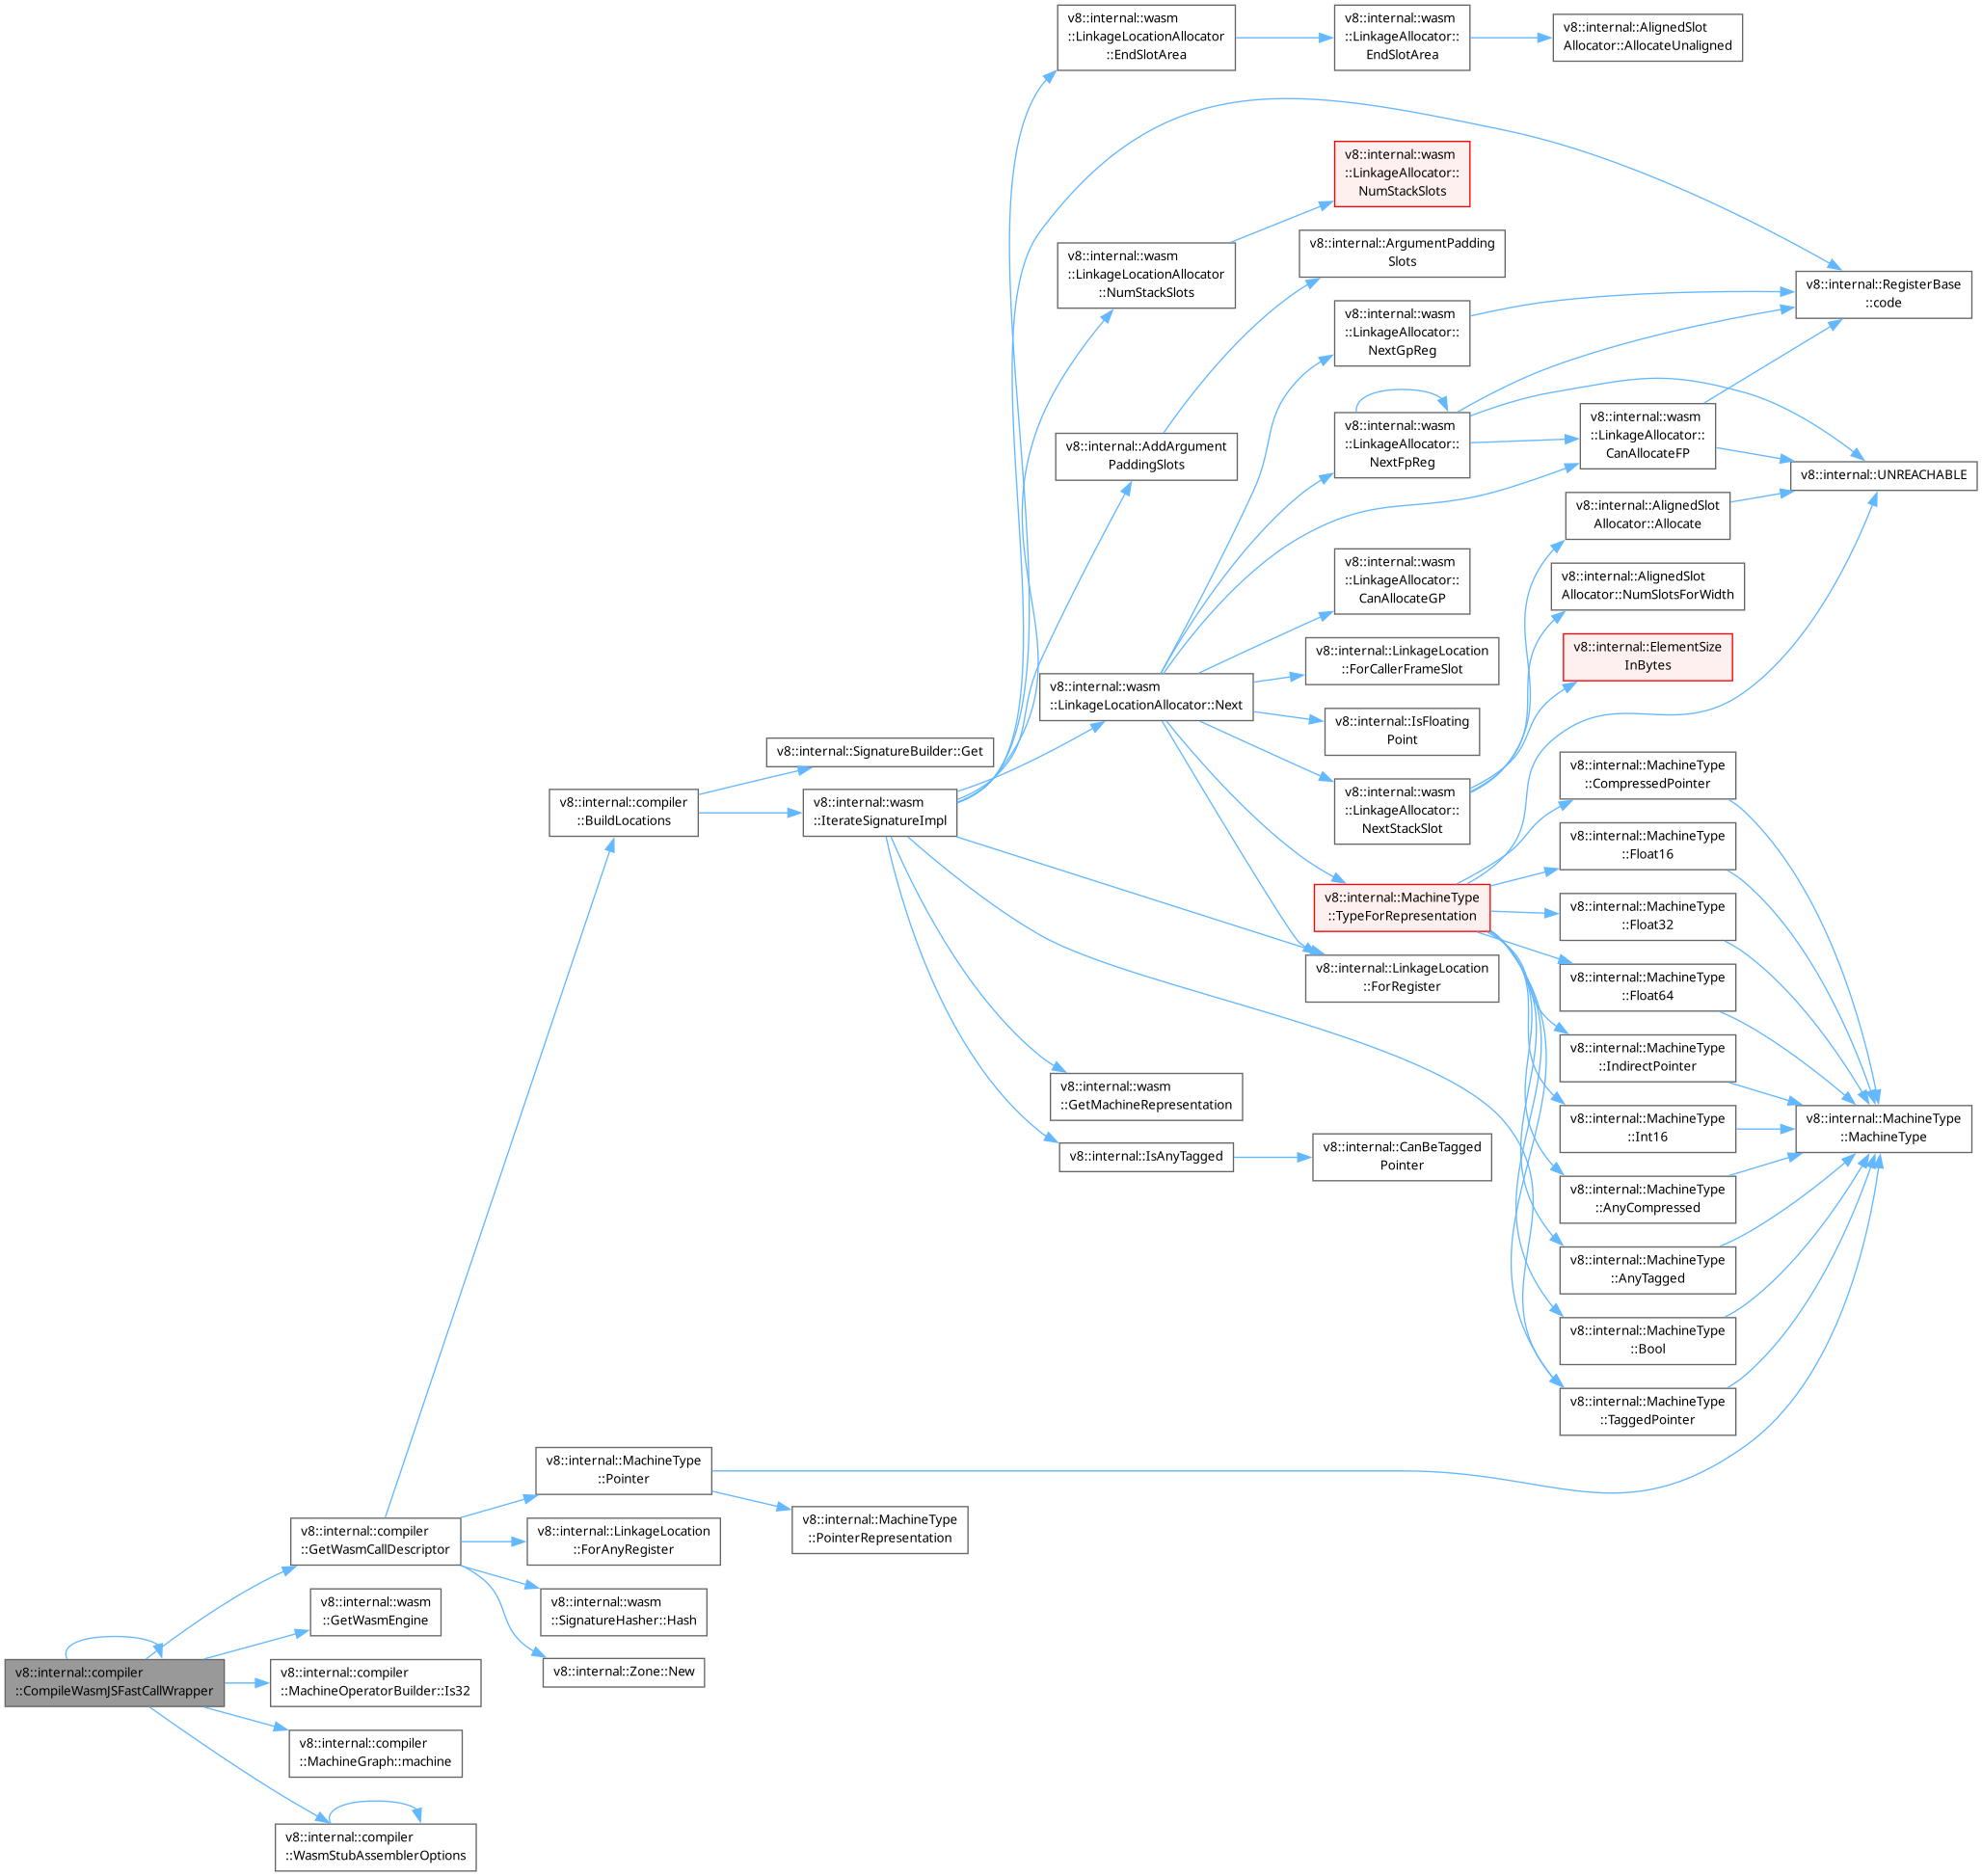 v8::internal::wasm
::LinkageLocationAllocator
::EndSlotArea
v8::internal::wasm
::LinkageAllocator::
EndSlotArea
v8::internal::AlignedSlot
Allocator::AllocateUnaligned
v8::internal::wasm
::LinkageAllocator::
NumStackSlots
v8::internal::wasm
::LinkageLocationAllocator
::NumStackSlots
v8::internal::ArgumentPadding
Slots
v8::internal::RegisterBase
::code
v8::internal::wasm
::LinkageAllocator::
NextGpReg
v8::internal::AddArgument
PaddingSlots
v8::internal::wasm
::LinkageAllocator::
NextFpReg
v8::internal::wasm
::LinkageAllocator::
CanAllocateFP
v8::internal::UNREACHABLE
v8::internal::AlignedSlot
Allocator::Allocate
v8::internal::wasm
::LinkageAllocator::
CanAllocateGP
v8::internal::AlignedSlot
Allocator::NumSlotsForWidth
v8::internal::LinkageLocation
::ForCallerFrameSlot
v8::internal::ElementSize
InBytes
v8::internal::wasm
::LinkageLocationAllocator::Next
v8::internal::IsFloating
Point
v8::internal::SignatureBuilder::Get
v8::internal::compiler
::BuildLocations
v8::internal::wasm
::IterateSignatureImpl
v8::internal::wasm
::LinkageAllocator::
NextStackSlot
v8::internal::MachineType
::CompressedPointer
v8::internal::MachineType
::Float16
v8::internal::MachineType
::TypeForRepresentation
v8::internal::MachineType
::Float32
v8::internal::LinkageLocation
::ForRegister
v8::internal::MachineType
::Float64
v8::internal::MachineType
::IndirectPointer
v8::internal::wasm
::GetMachineRepresentation
v8::internal::MachineType
::Int16
v8::internal::MachineType
::MachineType
v8::internal::IsAnyTagged
v8::internal::CanBeTagged
Pointer
v8::internal::MachineType
::AnyCompressed
v8::internal::MachineType
::AnyTagged
v8::internal::MachineType
::Bool
v8::internal::MachineType
::TaggedPointer
v8::internal::MachineType
::Pointer
v8::internal::MachineType
::PointerRepresentation
v8::internal::compiler
::GetWasmCallDescriptor
v8::internal::LinkageLocation
::ForAnyRegister
v8::internal::wasm
::SignatureHasher::Hash
v8::internal::wasm
::GetWasmEngine
v8::internal::Zone::New
v8::internal::compiler
::CompileWasmJSFastCallWrapper
v8::internal::compiler
::MachineOperatorBuilder::Is32
v8::internal::compiler
::MachineGraph::machine
v8::internal::compiler
::WasmStubAssemblerOptions